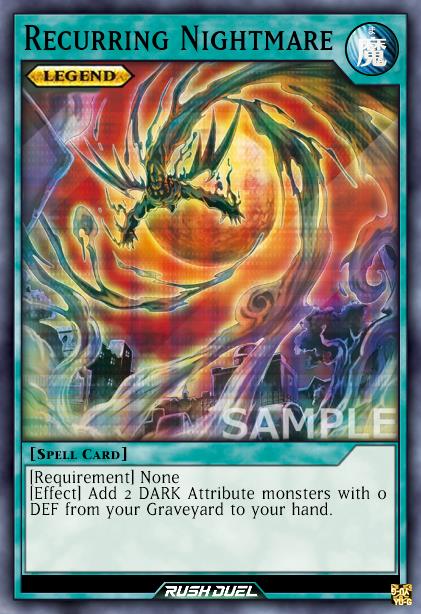 Recurring Nightmare
ま
魔
LEGEND
SAMPLE
[Spell Card]
[Requirement] None
[Effect] Add 2 DARK Attribute monsters with 0
DEF from your Graveyard to your hand.
RUSH DUEL